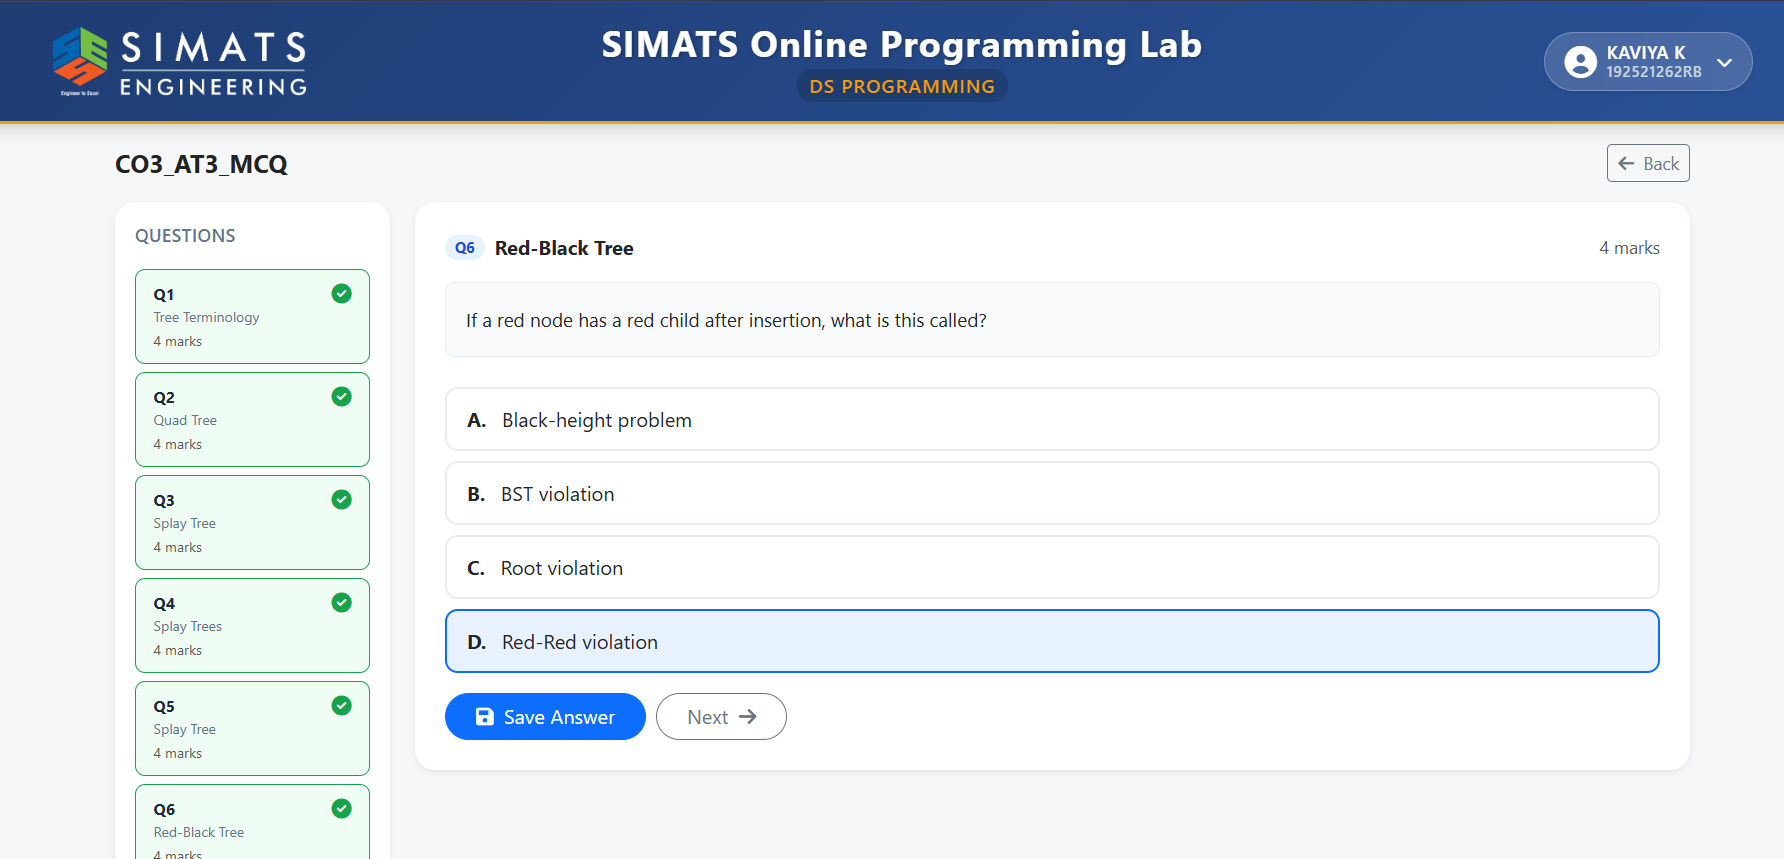 SIMATS
ENGINEERING
Engineer to Excel
SIMATS Online Programming Lab
DS PROGRAMMING
KAVIYA K
192521262RB
CO3_AT3_MCQ
Back
QUESTIONS
Q1
Tree Terminology
4 marks
Q2
Quad Tree
4 marks
Q3
Splay Tree
4 marks
Q4
Splay Trees
4 marks
Q5
Splay Tree
4 marks
Q6
Red-Black Tree
4 marks
Q6 Red-Black Tree
4 marks
If a red node has a red child after insertion, what is this called?
A. Black-height problem
B. BST violation
C. Root violation
D. Red-Red violation
Save Answer
Next